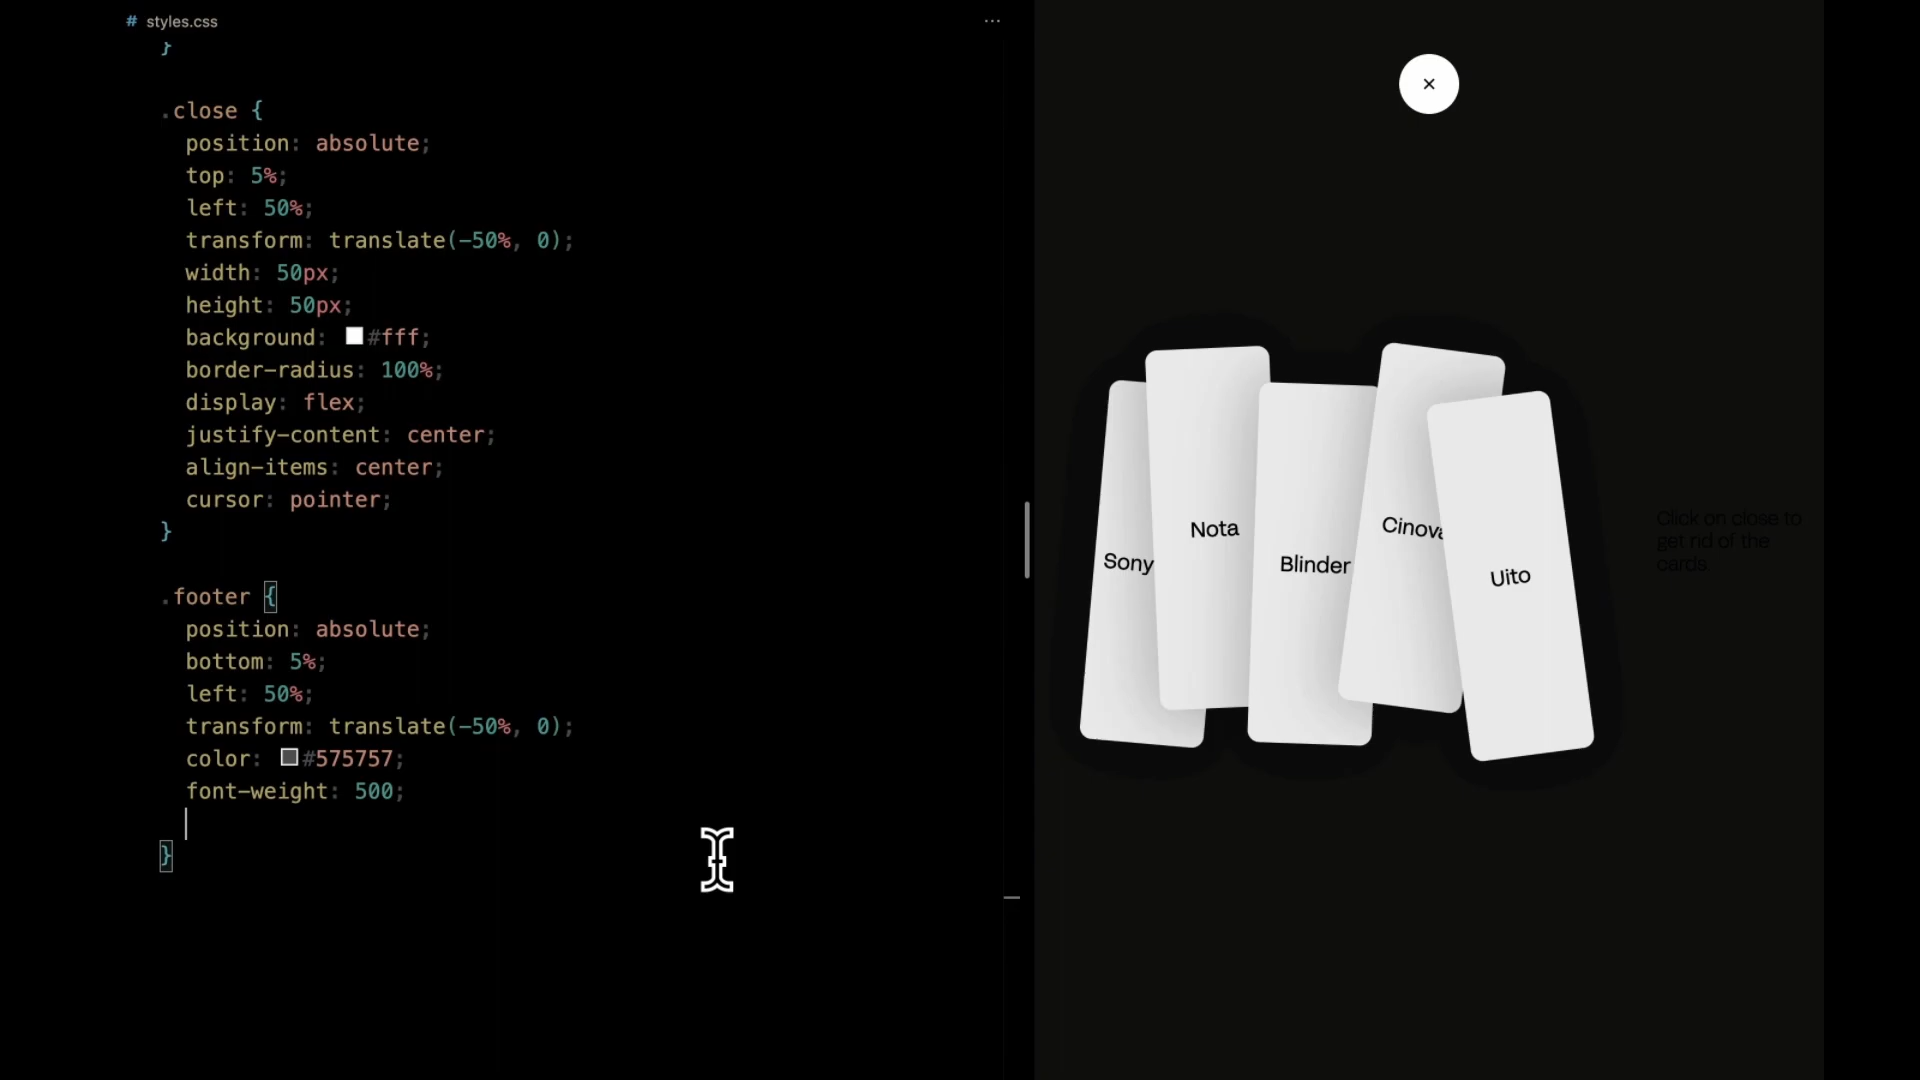 # styles.css
...
}
.close {
position: absolute;
top: 5%;
left: 50%;
transform: translate(-50%, 0);
width: 50px;
height: 50px;
background: #fff;
border-radius: 100%;
display: flex;
justify-content: center;
align-items: center;
cursor: pointer;
}
.footer {
position: absolute;
bottom: 5%;
left: 50%;
transform: translate(-50%, 0);
color: #575757;
font-weight: 500;
}
×
Sony
Nota
Blinder
Cinova
Uito
Click on close to
get rid of the
cards.